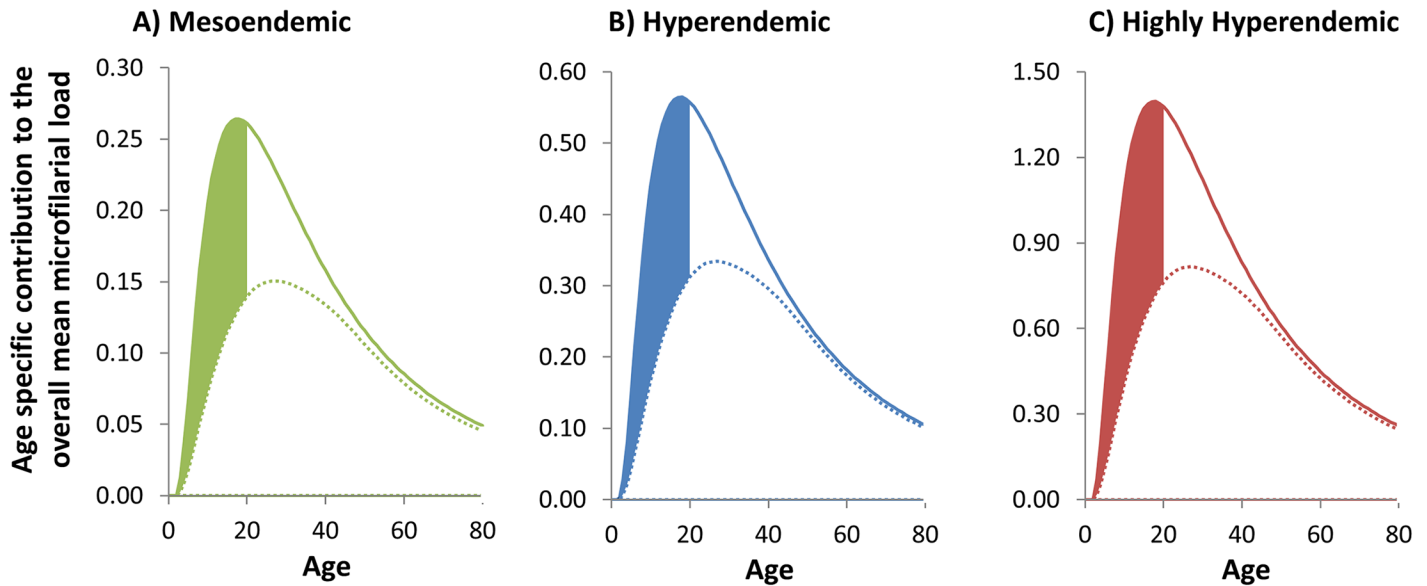 A) Mesoendemic
B) Hyperendemic
C) Highly Hyperendemic
Age specific contribution to the
overall mean microfilarial load
0.30
0.25
0.20
0.15
0.10
0.05
0.00
0 20 40 60 80
Age
0.60
0.50
0.40
0.30
0.20
0.10
0.00
0 20 40 60 80
Age
1.50
1.20
0.90
0.60
0.30
0.00
0 20 40 60 80
Age